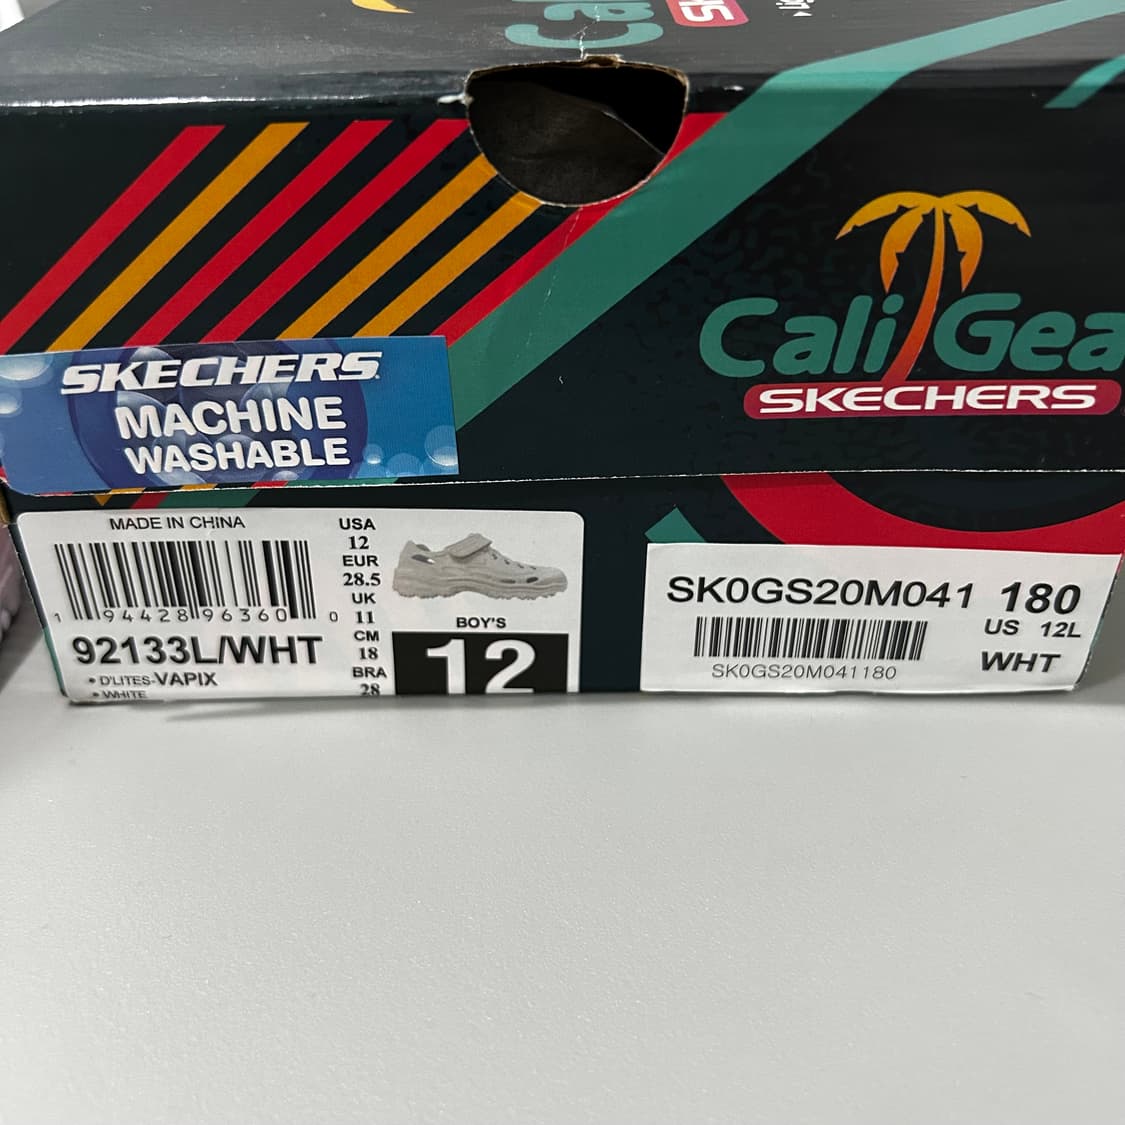 SKECHERS
MACHINE
WASHABLE
Cali Gea
SKECHERS
MADE IN CHINA
1 94428 96360 0
92133L/WHT
• D'LITES-VAPIX
• WHITE
USA
12
EUR
28.5
UK
11
CM
18
BRA
28
BOY'S
12
SK0GS20M041 180
US 12L
SK0GS20M041180
WHT